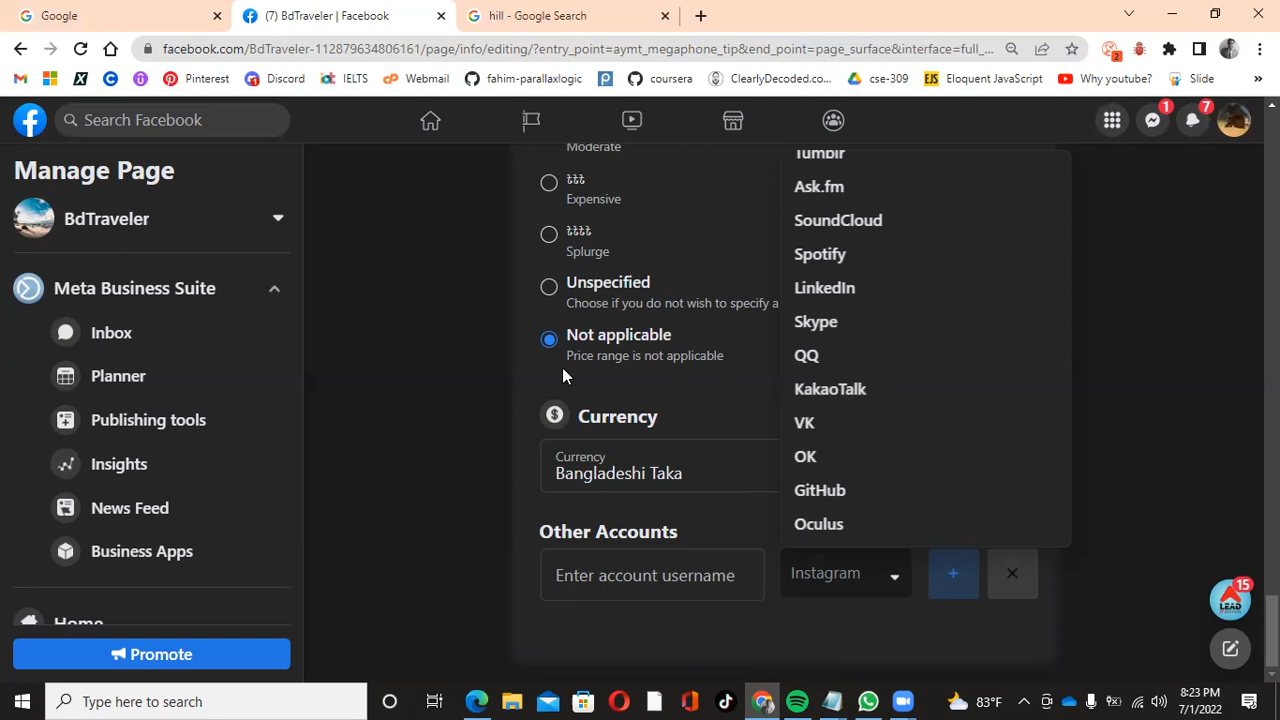 Google
(7) BdTraveler | Facebook
hill - Google Search
facebook.com/BdTraveler-112879634806161/page/info/editing/?entry_point=aymt_megaphone_tip&end_point=page_surface&interface=full_...
2
Pinterest
Discord
IELTS
Webmail
fahim-parallaxlogic
coursera
ClearlyDecoded.co...
cse-309
EJS Eloquent JavaScript
Why youtube?
Slide
»
Search Facebook
1
7
Manage Page
BdTraveler
Meta Business Suite
Inbox
Planner
Publishing tools
Insights
News Feed
Business Apps
Home
Promote
Moderate
৳৳৳
Expensive
৳৳৳৳
Splurge
Unspecified
Choose if you do not wish to specify a
Not applicable
Price range is not applicable
Currency
Currency
Bangladeshi Taka
Other Accounts
Enter account username
Instagram
+
Tumblr
Ask.fm
SoundCloud
Spotify
LinkedIn
Skype
QQ
KakaoTalk
VK
OK
GitHub
Oculus
15
LEAD
Type here to search
83°F
8:23 PM
7/1/2022